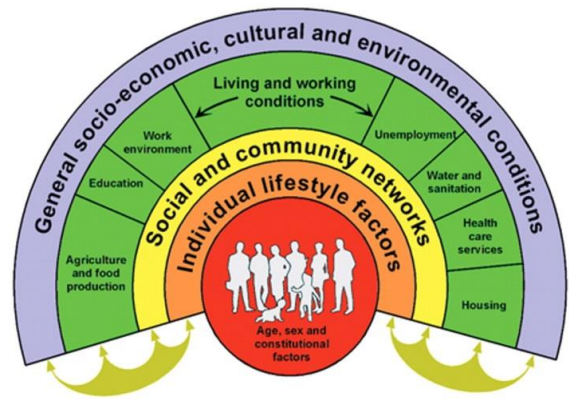 General socio-economic, cultural and environmental conditions
Living and working
conditions
Work
environment
Unemployment
Education
Water and
sanitation
Agriculture
and food
production
Health
care
services
Housing
Social and community networks
Individual lifestyle factors
Age, sex and
constitutional
factors